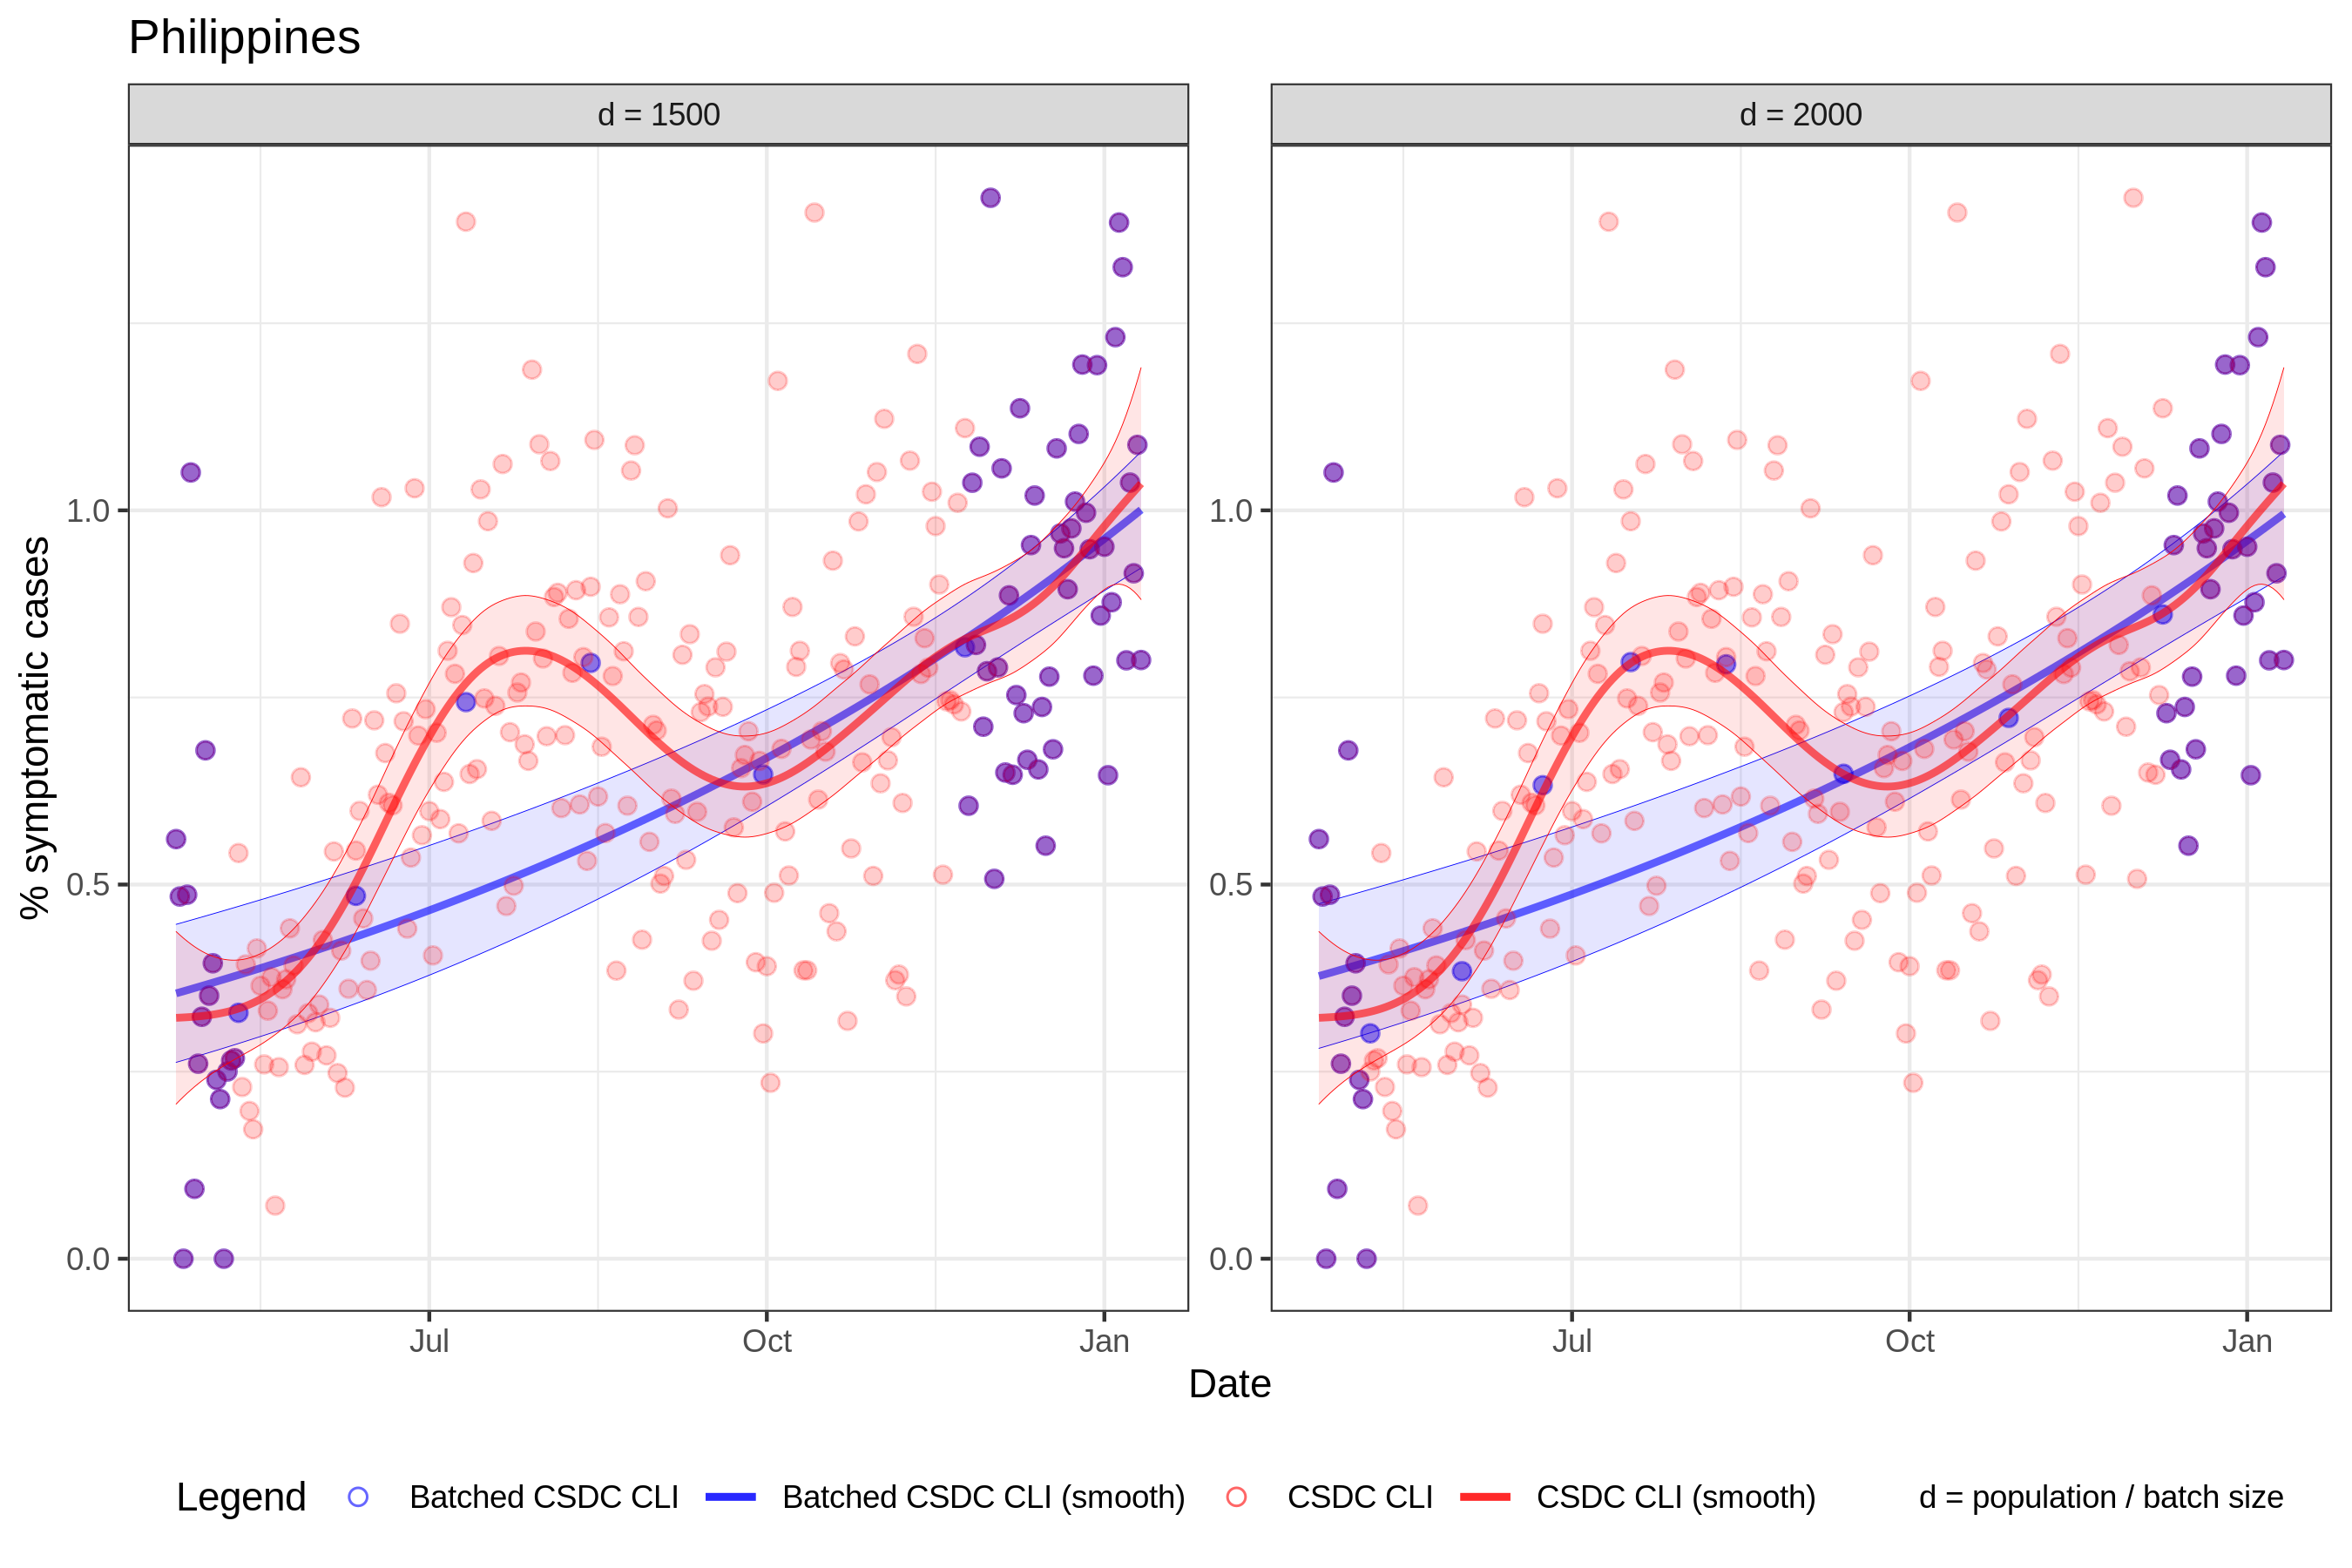 Philippines
d = 1500
d = 2000
% symptomatic cases
1.0
0.5
0.0
1.0
0.5
0.0
Jul
Oct
Jan
Jul
Oct
Jan
Date
Legend
Batched CSDC CLI
Batched CSDC CLI (smooth)
CSDC CLI
CSDC CLI (smooth)
d = population / batch size